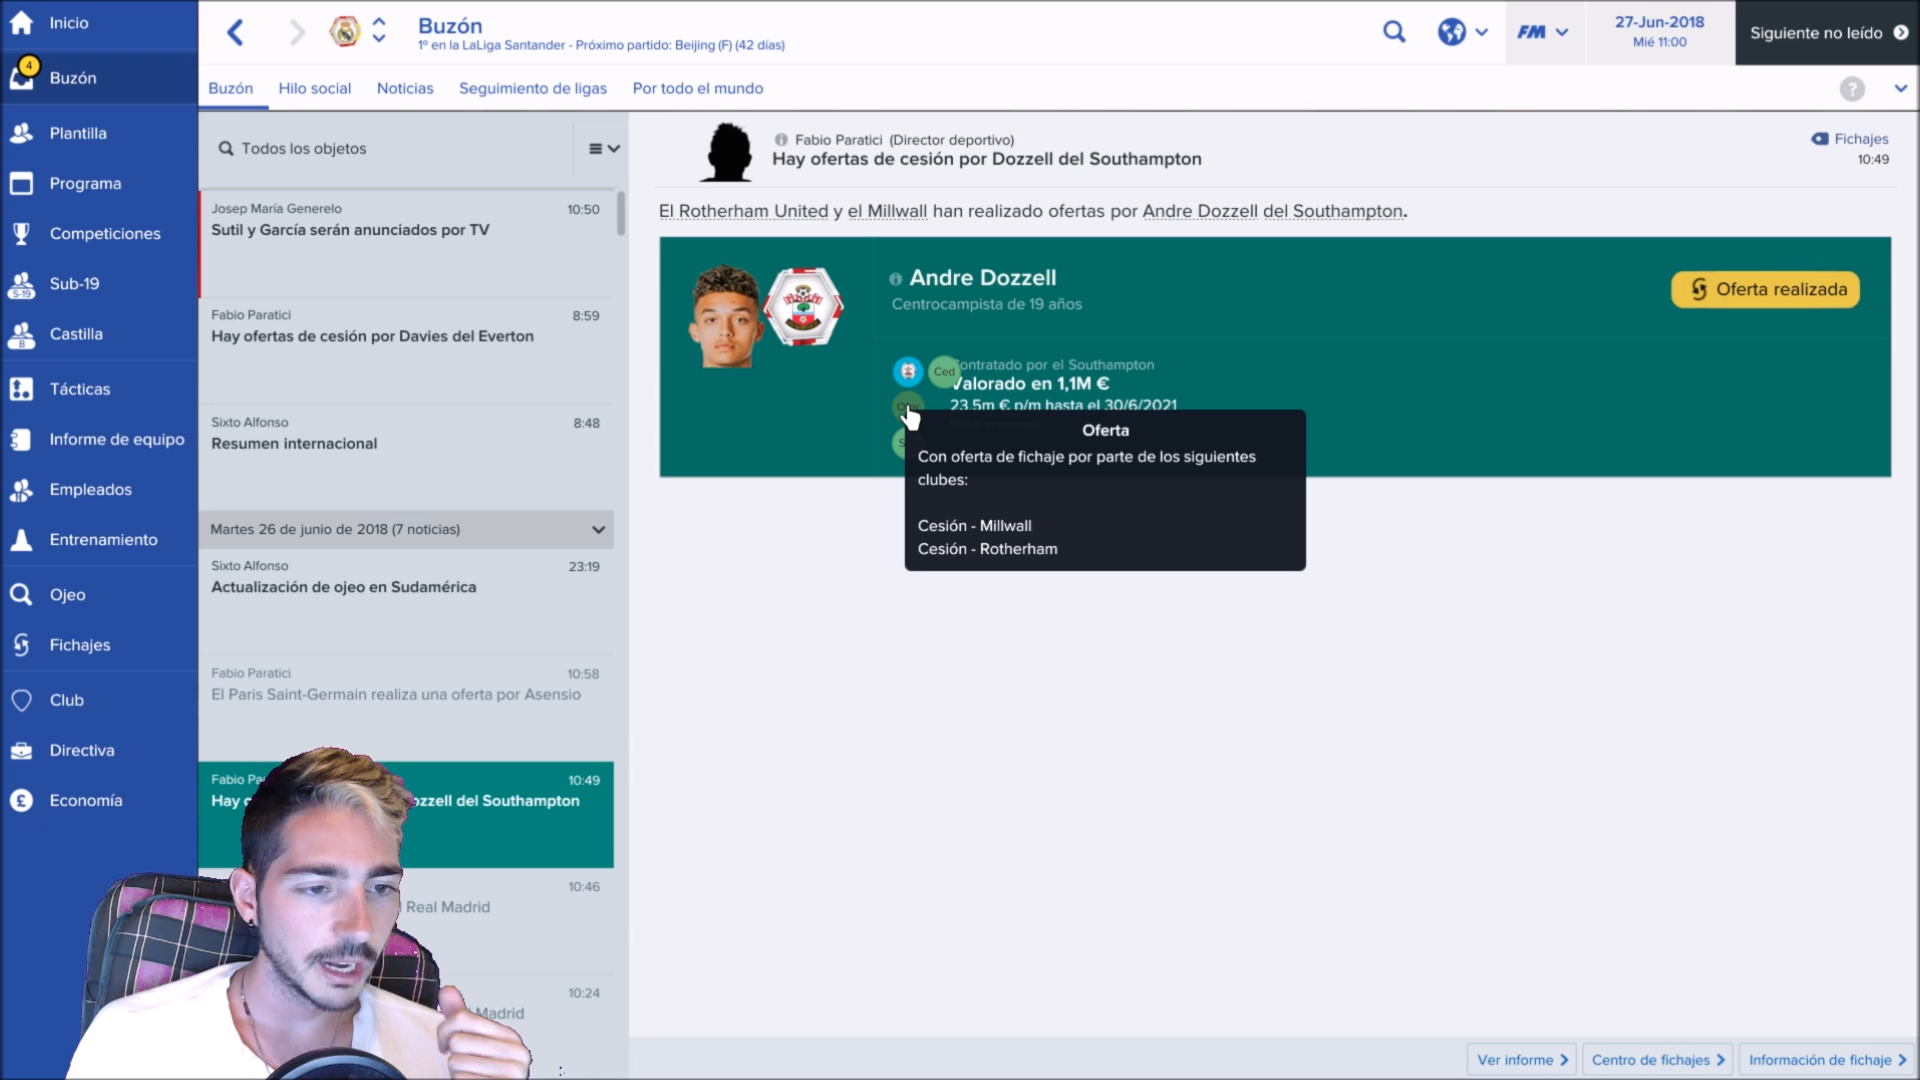 Inicio
4
Buzón
Plantilla
Programa
Competiciones
S-19
Sub-19
B
Castilla
Tácticas
Informe de equipo
Empleados
Entrenamiento
Ojeo
Fichajes
Club
Directiva
£
Economía
Buzón
1º en la LaLiga Santander - Próximo partido: Beijing (F) (42 días)
FM
27-Jun-2018
Mié 11:00
Siguiente no leído
Buzón
Hilo social
Noticias
Seguimiento de ligas
Por todo el mundo
?
Todos los objetos
Josep María Generelo 10:50
Sutil y García serán anunciados por TV
Fabio Paratici 8:59
Hay ofertas de cesión por Davies del Everton
Sixto Alfonso 8:48
Resumen internacional
Martes 26 de junio de 2018 (7 noticias)
Sixto Alfonso 23:19
Actualización de ojeo en Sudamérica
Fabio Paratici 10:58
El Paris Saint-Germain realiza una oferta por Asensio
Fabio 10:49
Hay del Southampton
10:46
Real Madrid
10:24
Madrid
Fabio Paratici (Director deportivo)
Hay ofertas de cesión por Dozzell del Southampton
Fichajes
10:49
El Rotherham United y el Millwall han realizado ofertas por Andre Dozzell del Southampton.
Andre Dozzell
Centrocampista de 19 años
Oferta realizada
Ced
Contratado por el Southampton
Valorado en 1,1M €
23,5m € p/m hasta el 30/6/2021
Oferta
Con oferta de fichaje por parte de los siguientes
clubes:
Cesión - Millwall
Cesión - Rotherham
Ver informe
Centro de fichajes
Información de fichaje